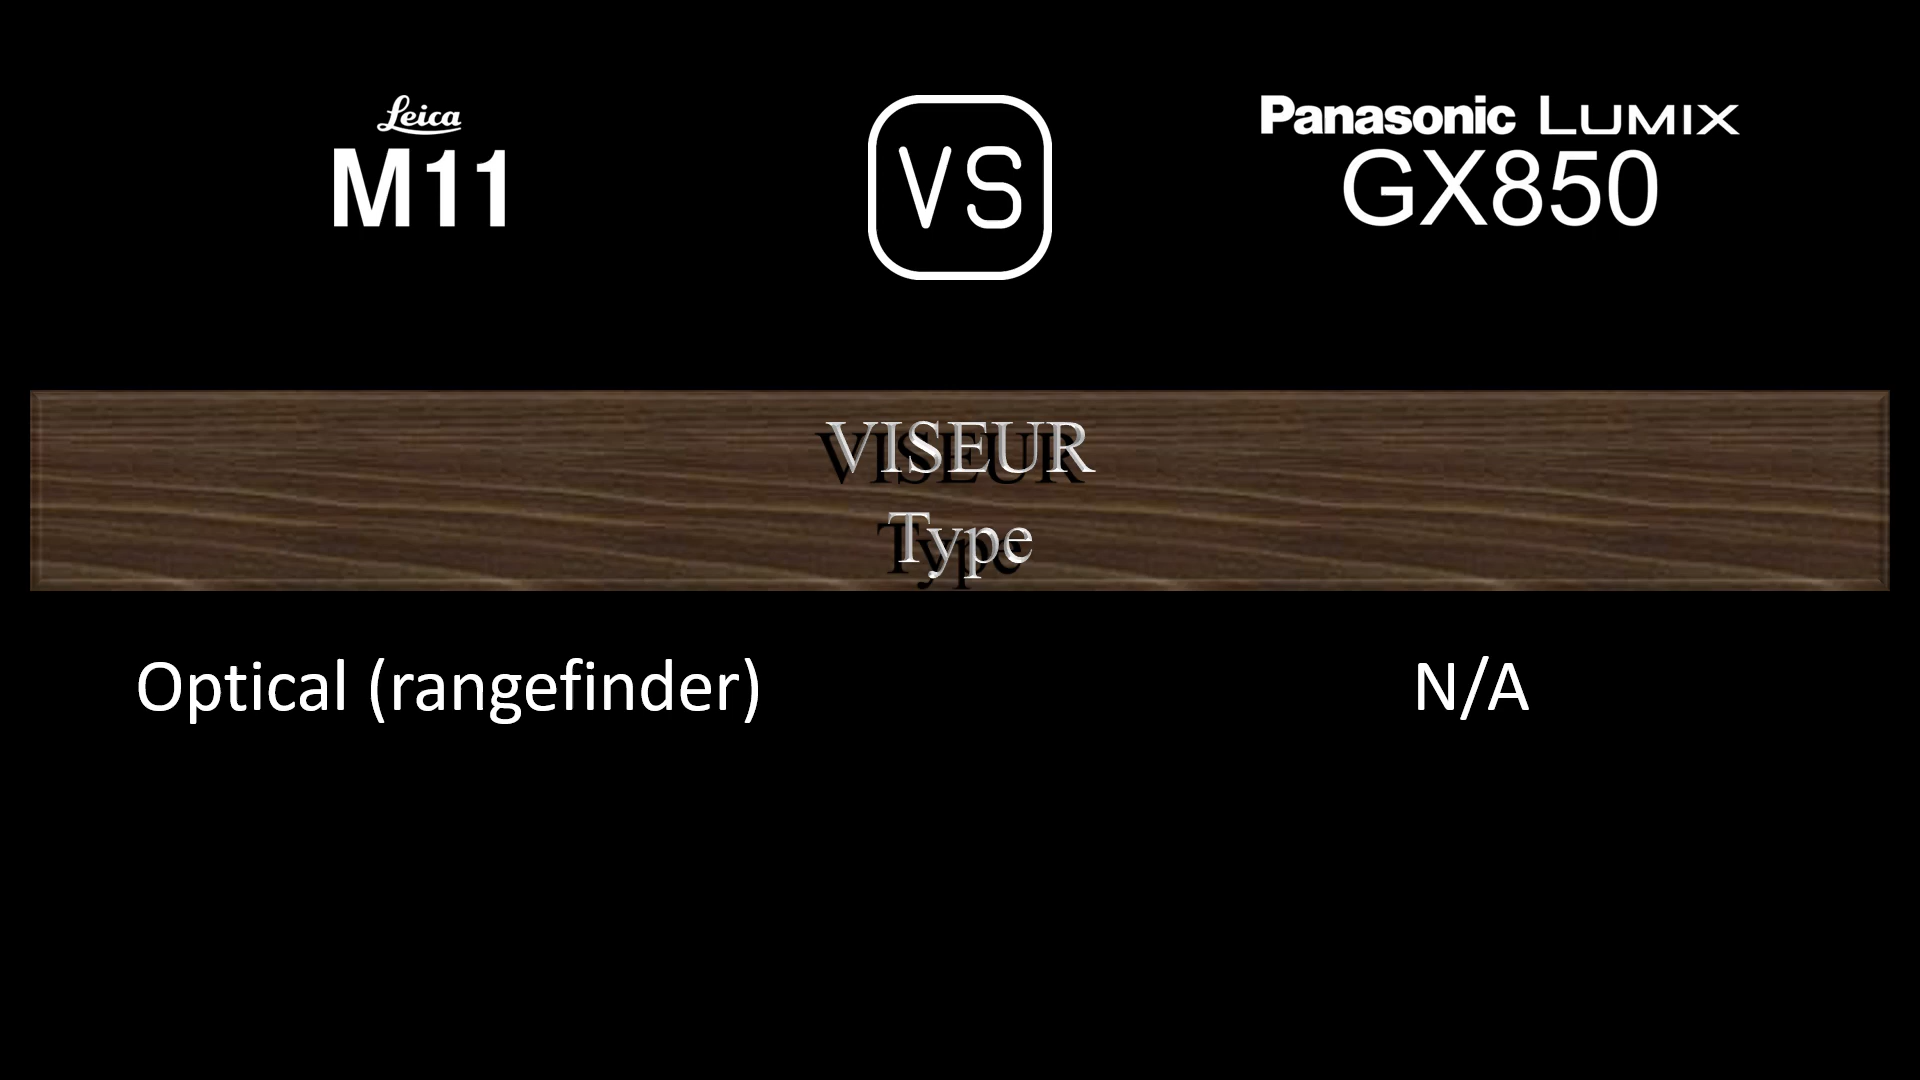 Leica
M11
VS
Panasonic LUMIX
GX850
VISEUR
Type
Optical (rangefinder)
N/A